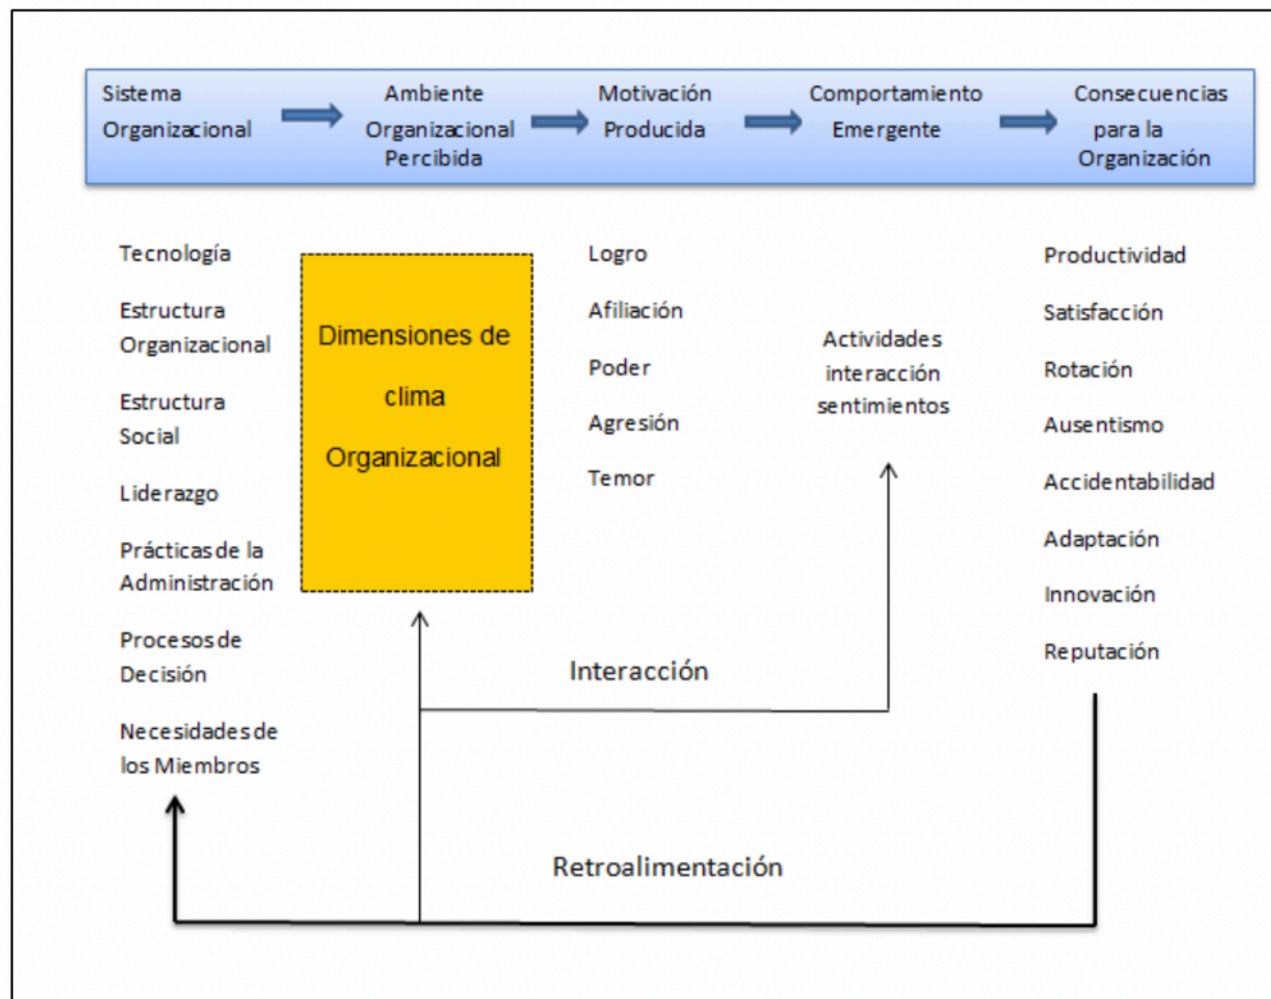 Sistema
Organizacional
Ambiente
Organizacional
Percibida
Motivación
Producida
Comportamiento
Emergente
Consecuencias
para la
Organización
Tecnología
Estructura
Organizacional
Estructura
Social
Liderazgo
Prácticas de la
Administración
Procesos de
Decisión
Necesidades de
los Miembros
Dimensiones de
clima
Organizacional
Logro
Afiliación
Poder
Agresión
Temor
Actividades
interacción
sentimientos
Productividad
Satisfacción
Rotación
Ausentismo
Accidentabilidad
Adaptación
Innovación
Reputación
Interacción
Retroalimentación